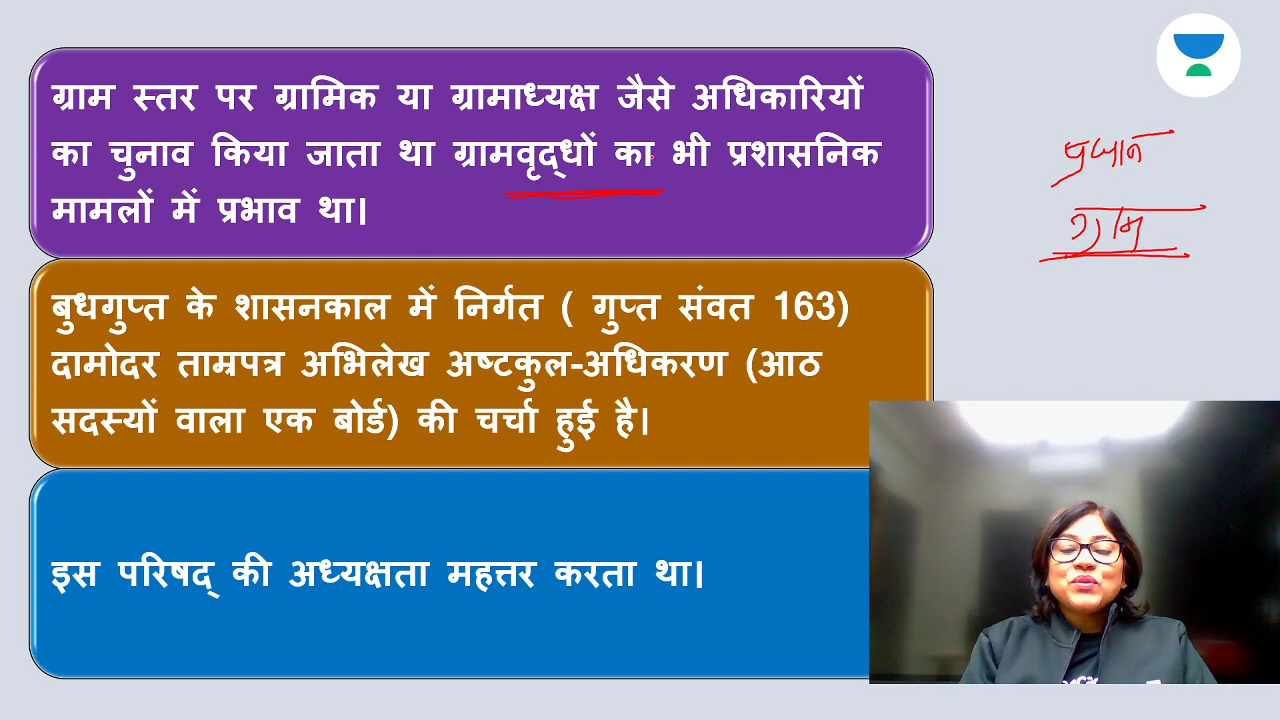 ग्राम स्तर पर ग्रामिक या ग्रामाध्यक्ष जैसे अधिकारियों
का चुनाव किया जाता था ग्रामवृद्धों का भी प्रशासनिक
मामलों में प्रभाव था।
बुधगुप्त के शासनकाल में निर्गत ( गुप्त संवत 163)
दामोदर ताम्रपत्र अभिलेख अष्टकुल-अधिकरण (आठ
सदस्यों वाला एक बोर्ड) की चर्चा हुई है।
इस परिषद् की अध्यक्षता महत्तर करता था।
प्रधान
ग्राम